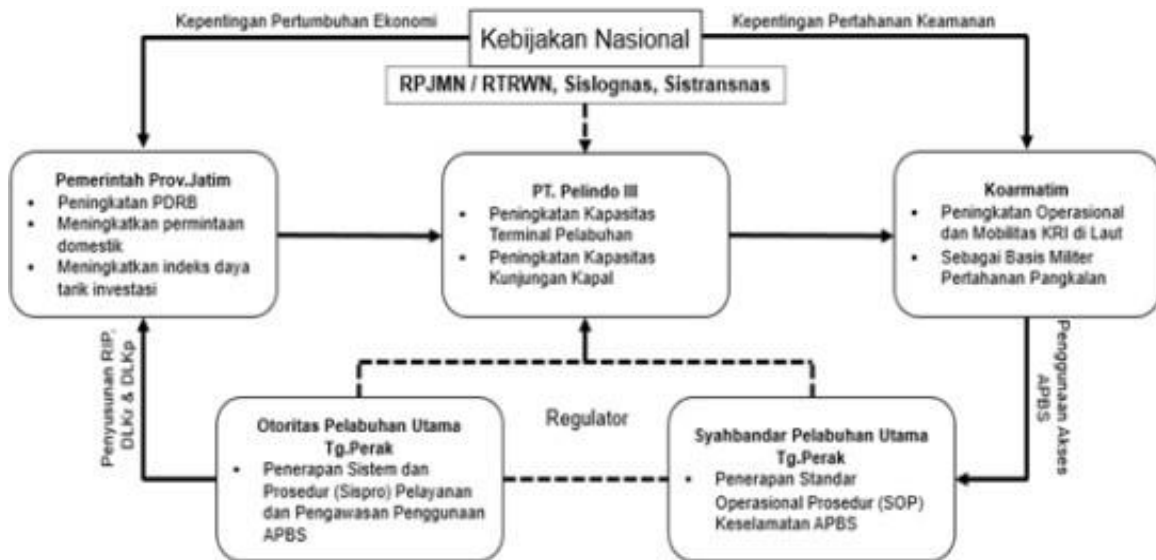 Kepentingan Pertumbuhan Ekonomi
Kepentingan Pertahanan Keamanan
Kebijakan Nasional
RPJMN / RTRWN, Sislognas, Sistransnas
Pemerintah Prov.Jatim
• Peningkatan PDRB
• Meningkatkan permintaan
domestik
• Meningkatkan indeks daya
tarik investasi
PT. Pelindo III
• Peningkatan Kapasitas
Terminal Pelabuhan
• Peningkatan Kapasitas
Kunjungan Kapal
Koarmatim
• Peningkatan Operasional
dan Mobilitas KRI di Laut
• Sebagai Basis Militer
Pertahanan Pangkalan
Penyusunan RIP,
DLKr & DLKp
Penggunaan Akses
APBS
Regulator
Otoritas Pelabuhan Utama
Tg.Perak
• Penerapan Sistem dan
Prosedur (Sispro) Pelayanan
dan Pengawasan Penggunaan
APBS
Syahbandar Pelabuhan Utama
Tg.Perak
• Penerapan Standar
Operasional Prosedur (SOP)
Keselamatan APBS